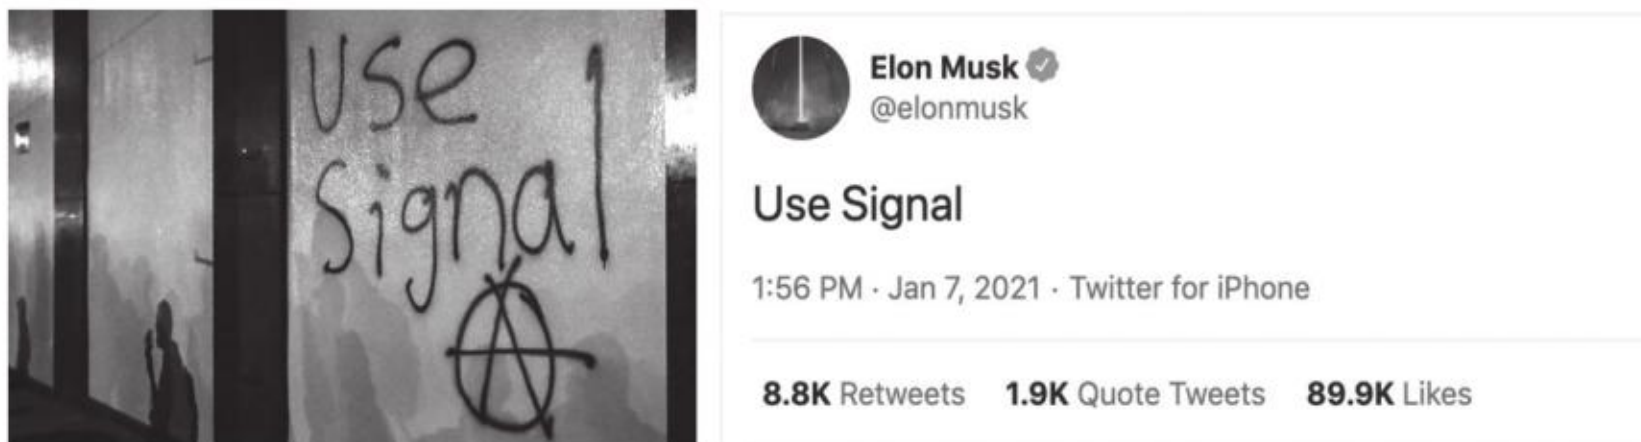 use
Signal
Elon Musk
@elonmusk
Use Signal
1:56 PM · Jan 7, 2021 · Twitter for iPhone
8.8K Retweets 1.9K Quote Tweets 89.9K Likes